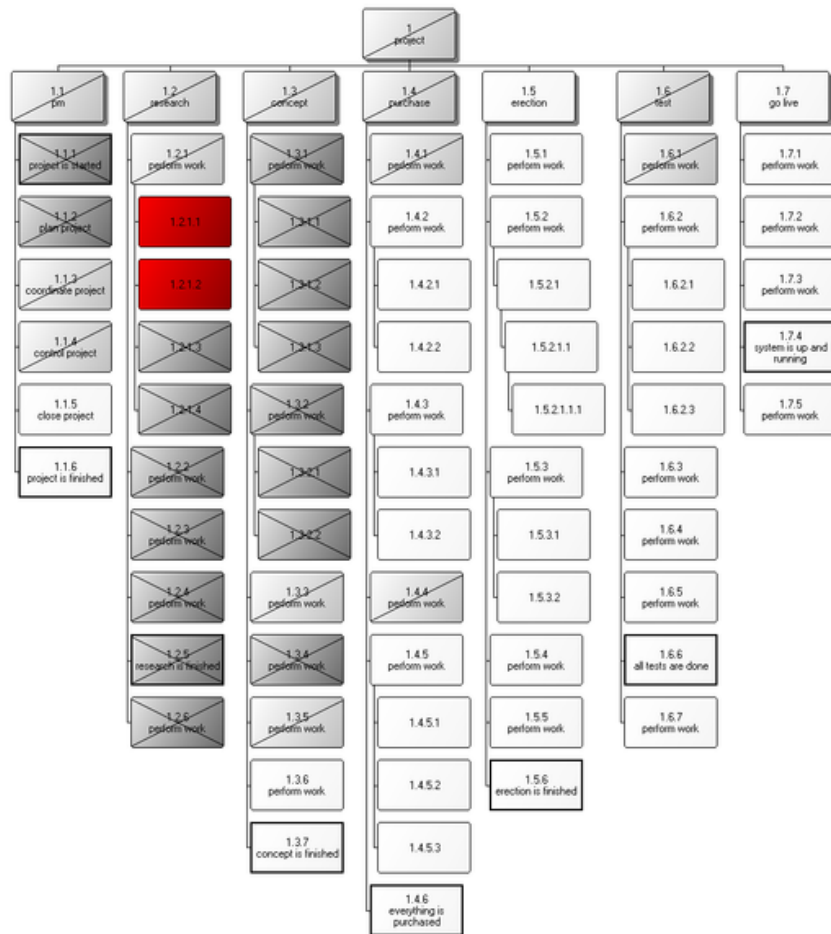 1
project
1.1
pm
1.1.1
project is started
1.1.2
plan project
1.1.3
coordinate project
1.1.4
control project
1.1.5
close project
1.1.6
project is finished
1.2
research
1.2.1
perform work
1.2.1.1
1.2.1.2
1.2.1.3
1.2.1.4
1.2.2
perform work
1.2.3
perform work
1.2.4
perform work
1.2.5
research is finished
1.2.6
perform work
1.3
concept
1.3.1
perform work
1.3.1.1
1.3.1.2
1.3.1.3
1.3.2
perform work
1.3.2.1
1.3.2.2
1.3.3
perform work
1.3.4
perform work
1.3.5
perform work
1.3.6
perform work
1.3.7
concept is finished
1.4
purchase
1.4.1
perform work
1.4.2
perform work
1.4.2.1
1.4.2.2
1.4.3
perform work
1.4.3.1
1.4.3.2
1.4.4
perform work
1.4.5
perform work
1.4.5.1
1.4.5.2
1.4.5.3
1.4.6
everything is
purchased
1.5
erection
1.5.1
perform work
1.5.2
perform work
1.5.2.1
1.5.2.1.1
1.5.2.1.1.1
1.5.3
perform work
1.5.3.1
1.5.3.2
1.5.4
perform work
1.5.5
perform work
1.5.6
erection is finished
1.6
test
1.6.1
perform work
1.6.2
perform work
1.6.2.1
1.6.2.2
1.6.2.3
1.6.3
perform work
1.6.4
perform work
1.6.5
perform work
1.6.6
all tests are done
1.6.7
perform work
1.7
go live
1.7.1
perform work
1.7.2
perform work
1.7.3
perform work
1.7.4
system is up and
running
1.7.5
perform work